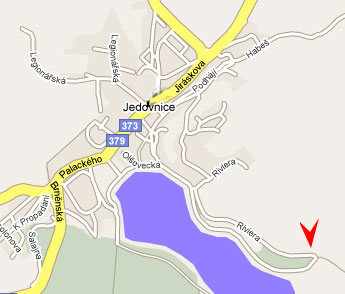 Legionářská
Legionářská
Jiráskova
Habeš
Podhájí
Jedovnice
373
379
Palackého
Olšovecká
Riviera
Brněnská
K Propadání
Salajna
Riviera